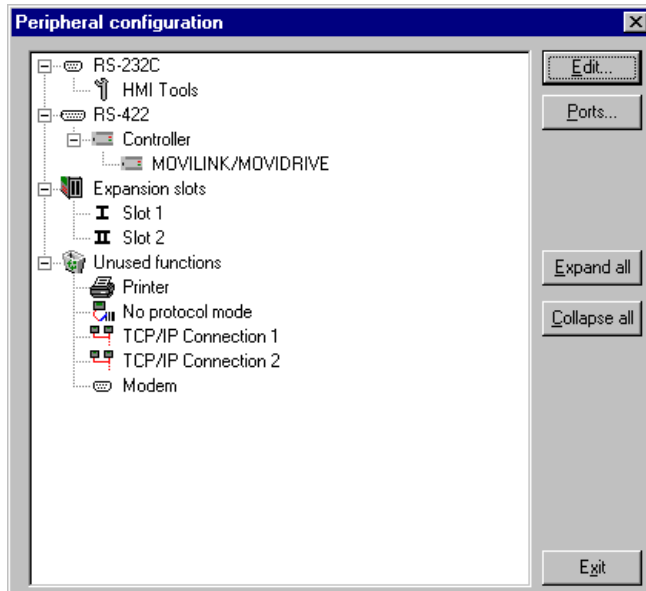 Peripheral configuration
RS-232C
HMI Tools
RS-422
Controller
MOVILINK/MOVIDRIVE
Expansion slots
Slot 1
Slot 2
Unused functions
Printer
No protocol mode
TCP/IP Connection 1
TCP/IP Connection 2
Modem
Edit...
Ports...
Expand all
Collapse all
Exit